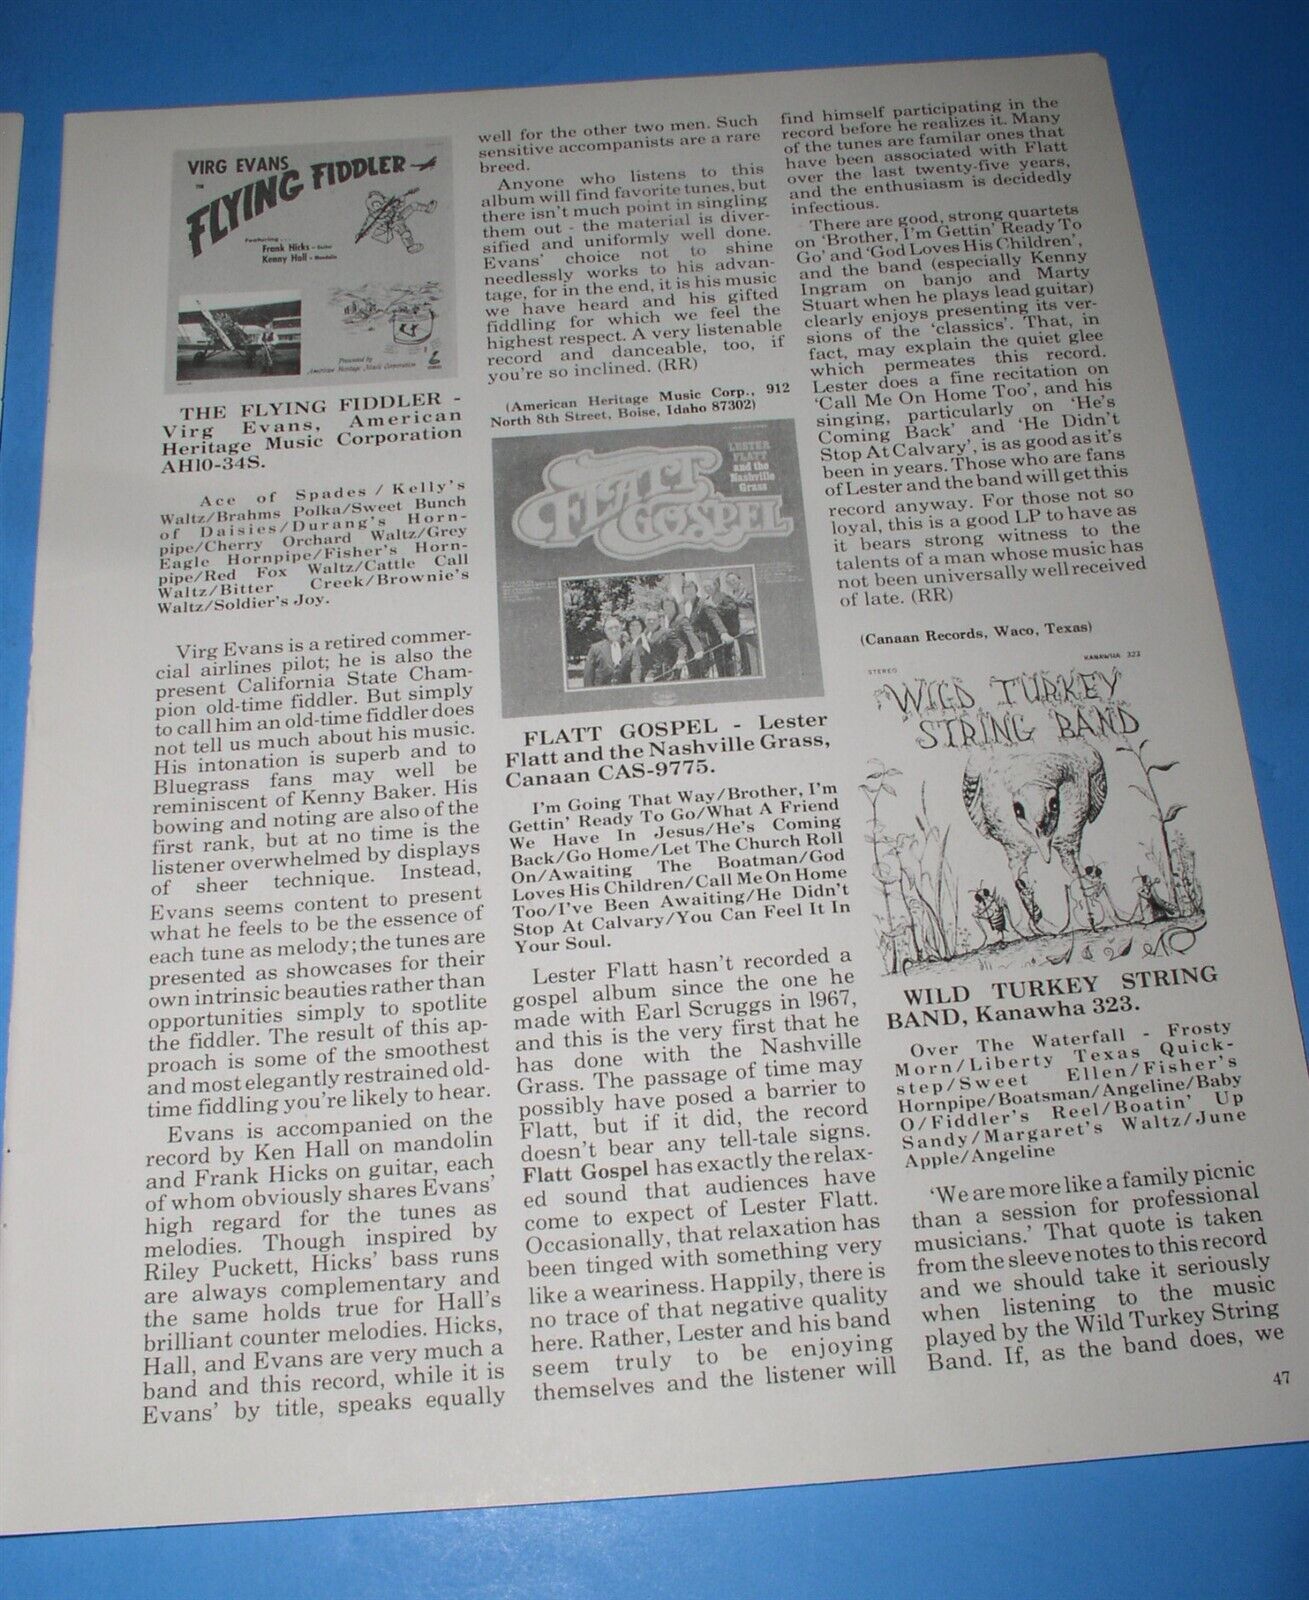 VIRG EVANS
THE
FLYING FIDDLER
Featuring...
Frank Hicks - Guitar
Kenny Hall - Mandolin
Presented by
American Heritage Music Corporation
THE FLYING FIDDLER -
Virg Evans, American
Heritage Music Corporation
AH10-34S.
Ace of Spades / Kelly's
Waltz/Brahms Polka/Sweet Bunch
of Daisies/Durang's Horn-
pipe/Cherry Orchard Waltz/Grey
Eagle Hornpipe/Fisher's Horn-
pipe/Red Fox Waltz/Cattle Call
Waltz/Bitter Creek/Brownie's
Waltz/Soldier's Joy.
Virg Evans is a retired commer-
cial airlines pilot; he is also the
present California State Cham-
pion old-time fiddler. But simply
to call him an old-time fiddler does
not tell us much about his music.
His intonation is superb and to
Bluegrass fans may well be
reminiscent of Kenny Baker. His
bowing and noting are also of the
first rank, but at no time is the
listener overwhelmed by displays
of sheer technique. Instead,
Evans seems content to present
what he feels to be the essence of
each tune as melody; the tunes are
presented as showcases for their
own intrinsic beauties rather than
opportunities simply to spotlite
the fiddler. The result of this ap-
proach is some of the smoothest
and most elegantly restrained old-
time fiddling you're likely to hear.
Evans is accompanied on the
record by Ken Hall on mandolin
and Frank Hicks on guitar, each
of whom obviously shares Evans'
high regard for the tunes as
melodies. Though inspired by
Riley Puckett, Hicks' bass runs
are always complementary and
the same holds true for Hall's
brilliant counter melodies. Hicks,
Hall, and Evans are very much a
band and this record, while it is
Evans' by title, speaks equally
well for the other two men. Such
sensitive accompanists are a rare
breed.
Anyone who listens to this
album will find favorite tunes, but
there isn't much point in singling
them out - the material is diver-
sified and uniformly well done.
Evans' choice not to shine
needlessly works to his advan-
tage, for in the end, it is his music
we have heard and his gifted
fiddling for which we feel the
highest respect. A very listenable
record and danceable, too, if
you're so inclined. (RR)
(American Heritage Music Corp., 912
North 8th Street, Boise, Idaho 87302)
LESTER
FLATT
and the
Nashville
Grass
FLATT
GOSPEL
FLATT GOSPEL - Lester
Flatt and the Nashville Grass,
Canaan CAS-9775.
I'm Going That Way/Brother, I'm
Gettin' Ready To Go/What A Friend
We Have In Jesus/He's Coming
Back/Go Home/Let The Church Roll
On/Awaiting The Boatman/God
Loves His Children/Call Me On Home
Too/I've Been Awaiting/He Didn't
Stop At Calvary/You Can Feel It In
Your Soul.
Lester Flatt hasn't recorded a
gospel album since the one he
made with Earl Scruggs in 1967,
and this is the very first that he
has done with the Nashville
Grass. The passage of time may
possibly have posed a barrier to
Flatt, but if it did, the record
doesn't bear any tell-tale signs.
Flatt Gospel has exactly the relax-
ed sound that audiences have
come to expect of Lester Flatt.
Occasionally, that relaxation has
been tinged with something very
like a weariness. Happily, there is
no trace of that negative quality
here. Rather, Lester and his band
seem truly to be enjoying
themselves and the listener will
find himself participating in the
record before he realizes it. Many
of the tunes are familar ones that
have been associated with Flatt
over the last twenty-five years,
and the enthusiasm is decidedly
infectious.
There are good, strong quartets
on 'Brother, I'm Gettin' Ready To
Go' and 'God Loves His Children',
and the band (especially Kenny
Ingram on banjo and Marty
Stuart when he plays lead guitar)
clearly enjoys presenting its ver-
sions of the 'classics'. That, in
fact, may explain the quiet glee
which permeates this record.
Lester does a fine recitation on
'Call Me On Home Too', and his
singing, particularly on 'He's
Coming Back' and 'He Didn't
Stop At Calvary', is as good as it's
been in years. Those who are fans
of Lester and the band will get this
record anyway. For those not so
loyal, this is a good LP to have as
it bears strong witness to the
talents of a man whose music has
not been universally well received
of late. (RR)
(Canaan Records, Waco, Texas)
STEREO
KANAWHA 323
WILD TURKEY
STRING BAND
WILD TURKEY STRING
BAND, Kanawha 323.
Over The Waterfall - Frosty
Morn/Liberty Texas Quick-
step/Sweet Ellen/Fisher's
Hornpipe/Boatsman/Angeline/Baby
O/Fiddler's Reel/Boatin' Up
Sandy/Margaret's Waltz/June
Apple/Angeline
'We are more like a family picnic
than a session for professional
musicians.' That quote is taken
from the sleeve notes to this record
and we should take it seriously
when listening to the music
played by the Wild Turkey String
Band. If, as the band does, we
47